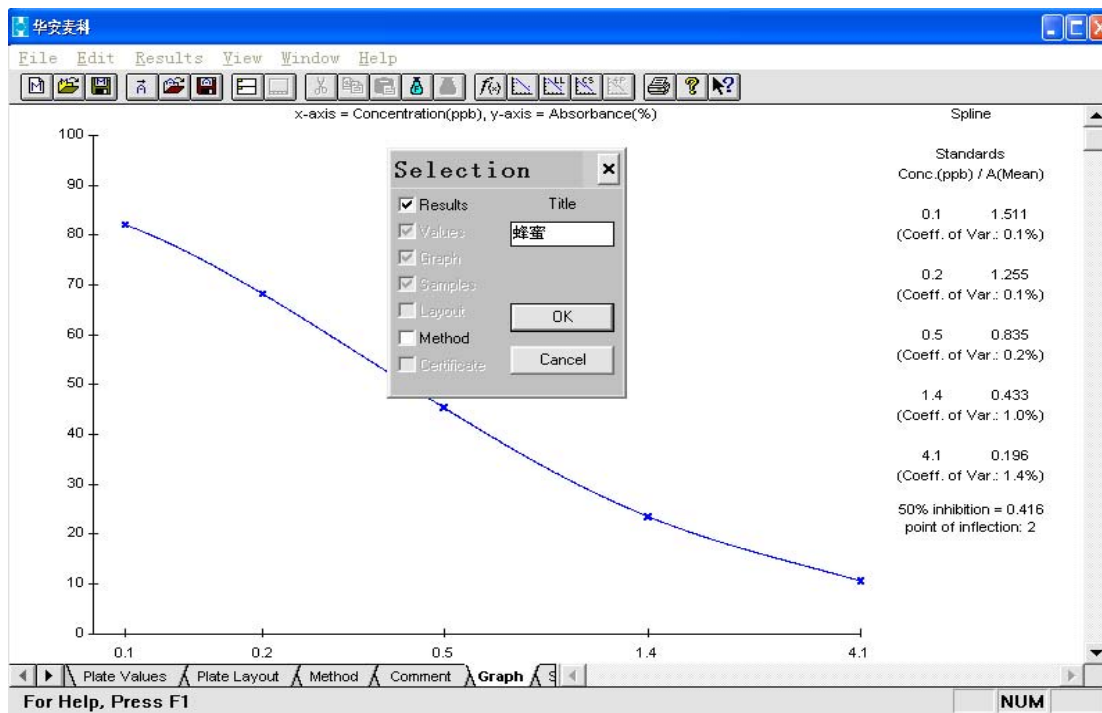 华安麦科
File Edit Results View Window Help
x-axis = Concentration(ppb), y-axis = Absorbance(%)
100
90
80
70
60
50
40
30
20
10
0
0.1 0.2 0.5 1.4 4.1
Selection
Results
Values
Graph
Samples
Layout
Method
Certificate
Title
蜂蜜
OK
Cancel
Spline
Standards
Conc.(ppb) / A(Mean)
0.1 1.511
(Coeff. of Var.: 0.1%)
0.2 1.255
(Coeff. of Var.: 0.1%)
0.5 0.835
(Coeff. of Var.: 0.2%)
1.4 0.433
(Coeff. of Var.: 1.0%)
4.1 0.196
(Coeff. of Var.: 1.4%)
50% inhibition = 0.416
point of inflection: 2
Plate Values Plate Layout Method Comment Graph S
For Help, Press F1
NUM